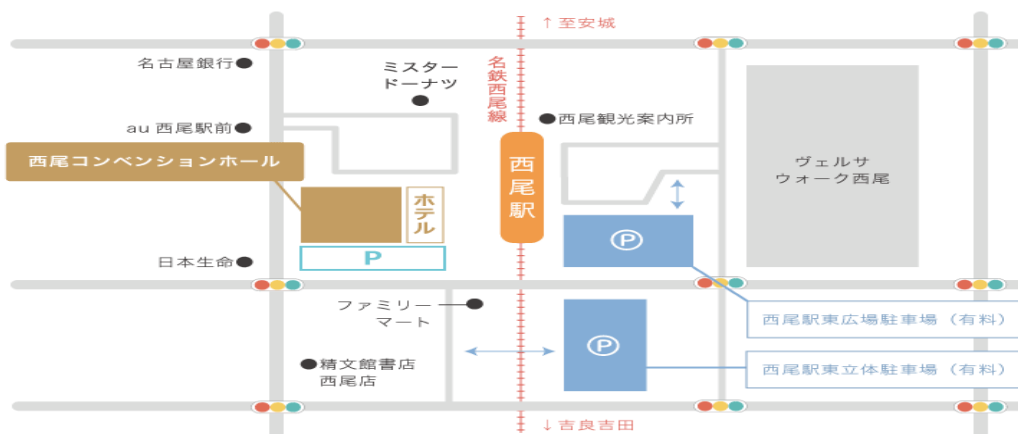 ↑至安城
名古屋銀行
ミスター
ドーナツ
名鉄西尾線
au 西尾駅前
西尾観光案内所
西尾コンベンションホール
西尾駅
ヴェルサ
ウォーク西尾
ホテル
P
P
日本生命
ファミリー
マート
西尾駅東広場駐車場（有料）
P
精文館書店
西尾店
西尾駅東立体駐車場（有料）
↓吉良吉田